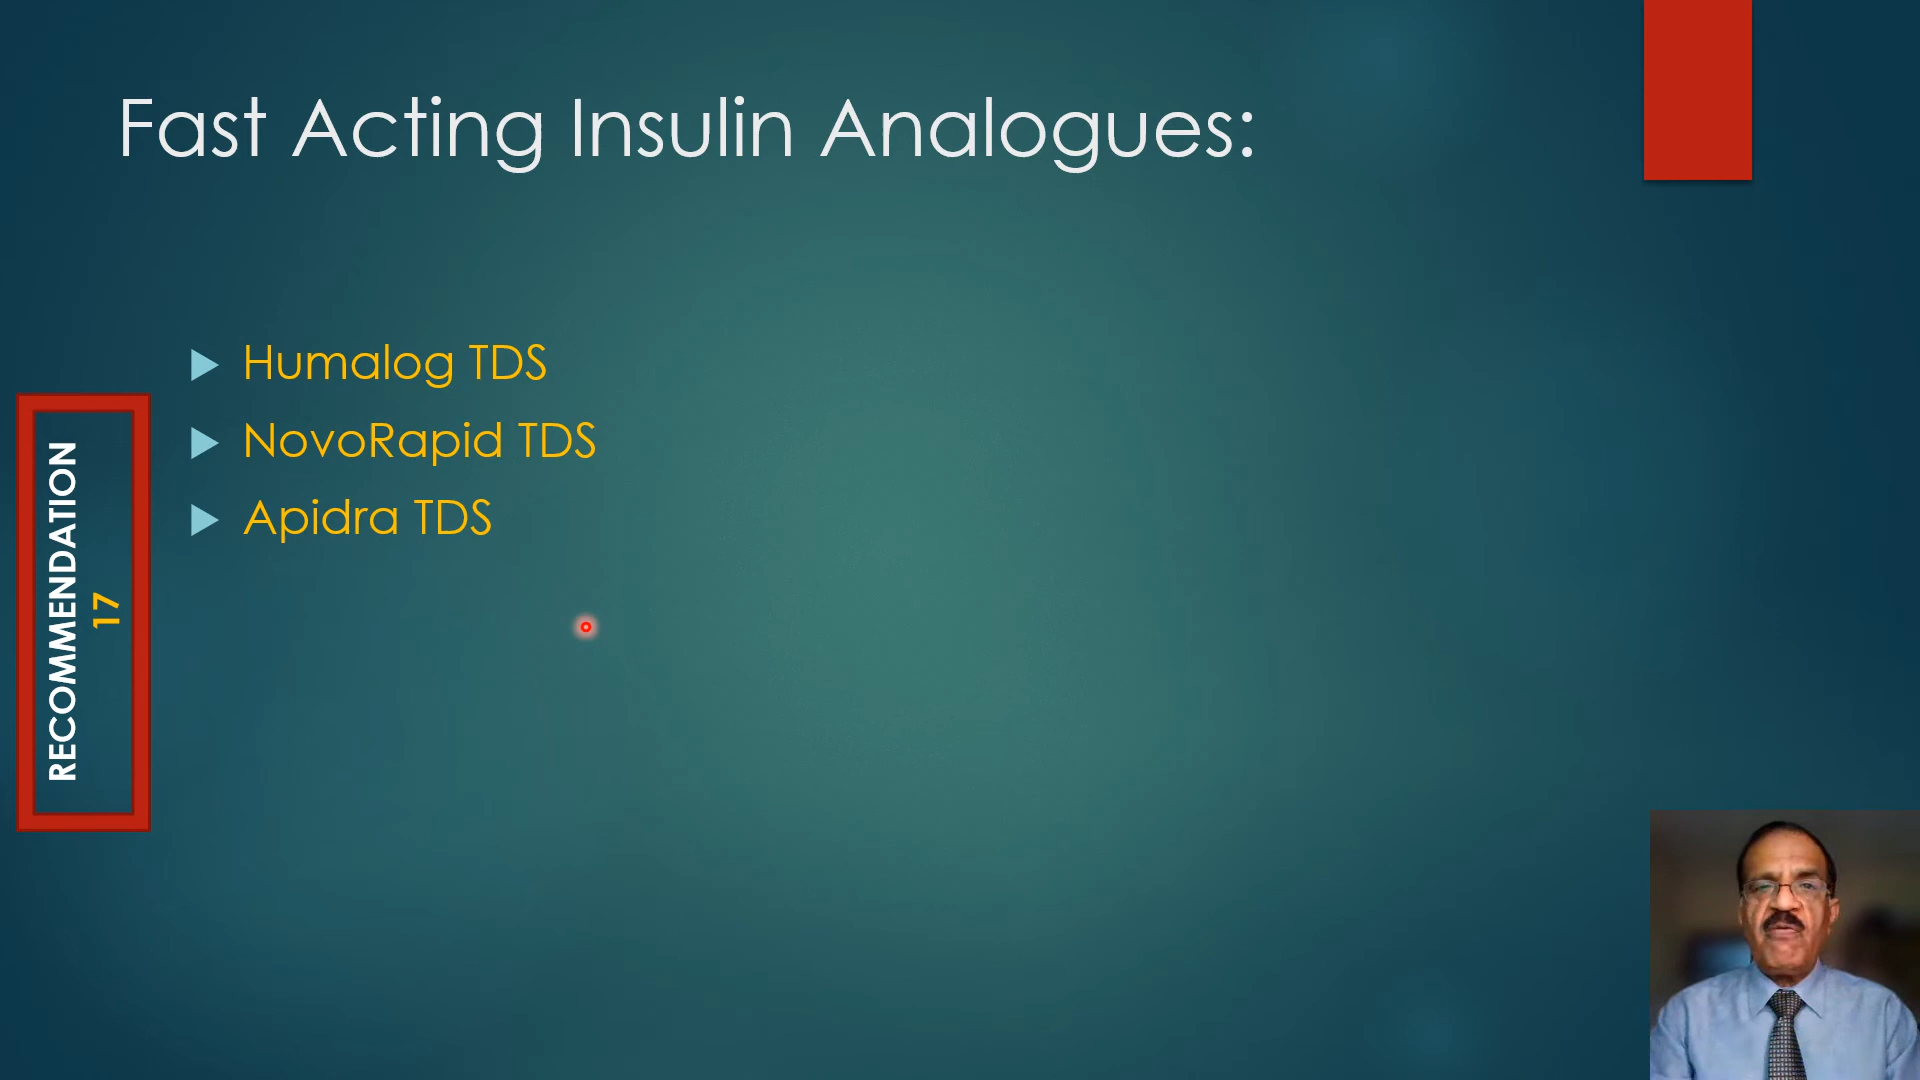 Fast Acting Insulin Analogues:
Humalog TDS
NovoRapid TDS
Apidra TDS
RECOMMENDATION
17